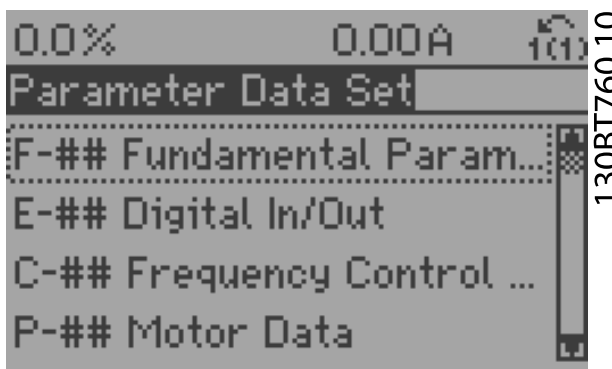 0.0% 0.00A 1(1)
Parameter Data Set
F-## Fundamental Param...
E-## Digital In/Out
C-## Frequency Control ...
P-## Motor Data
130BT760.10